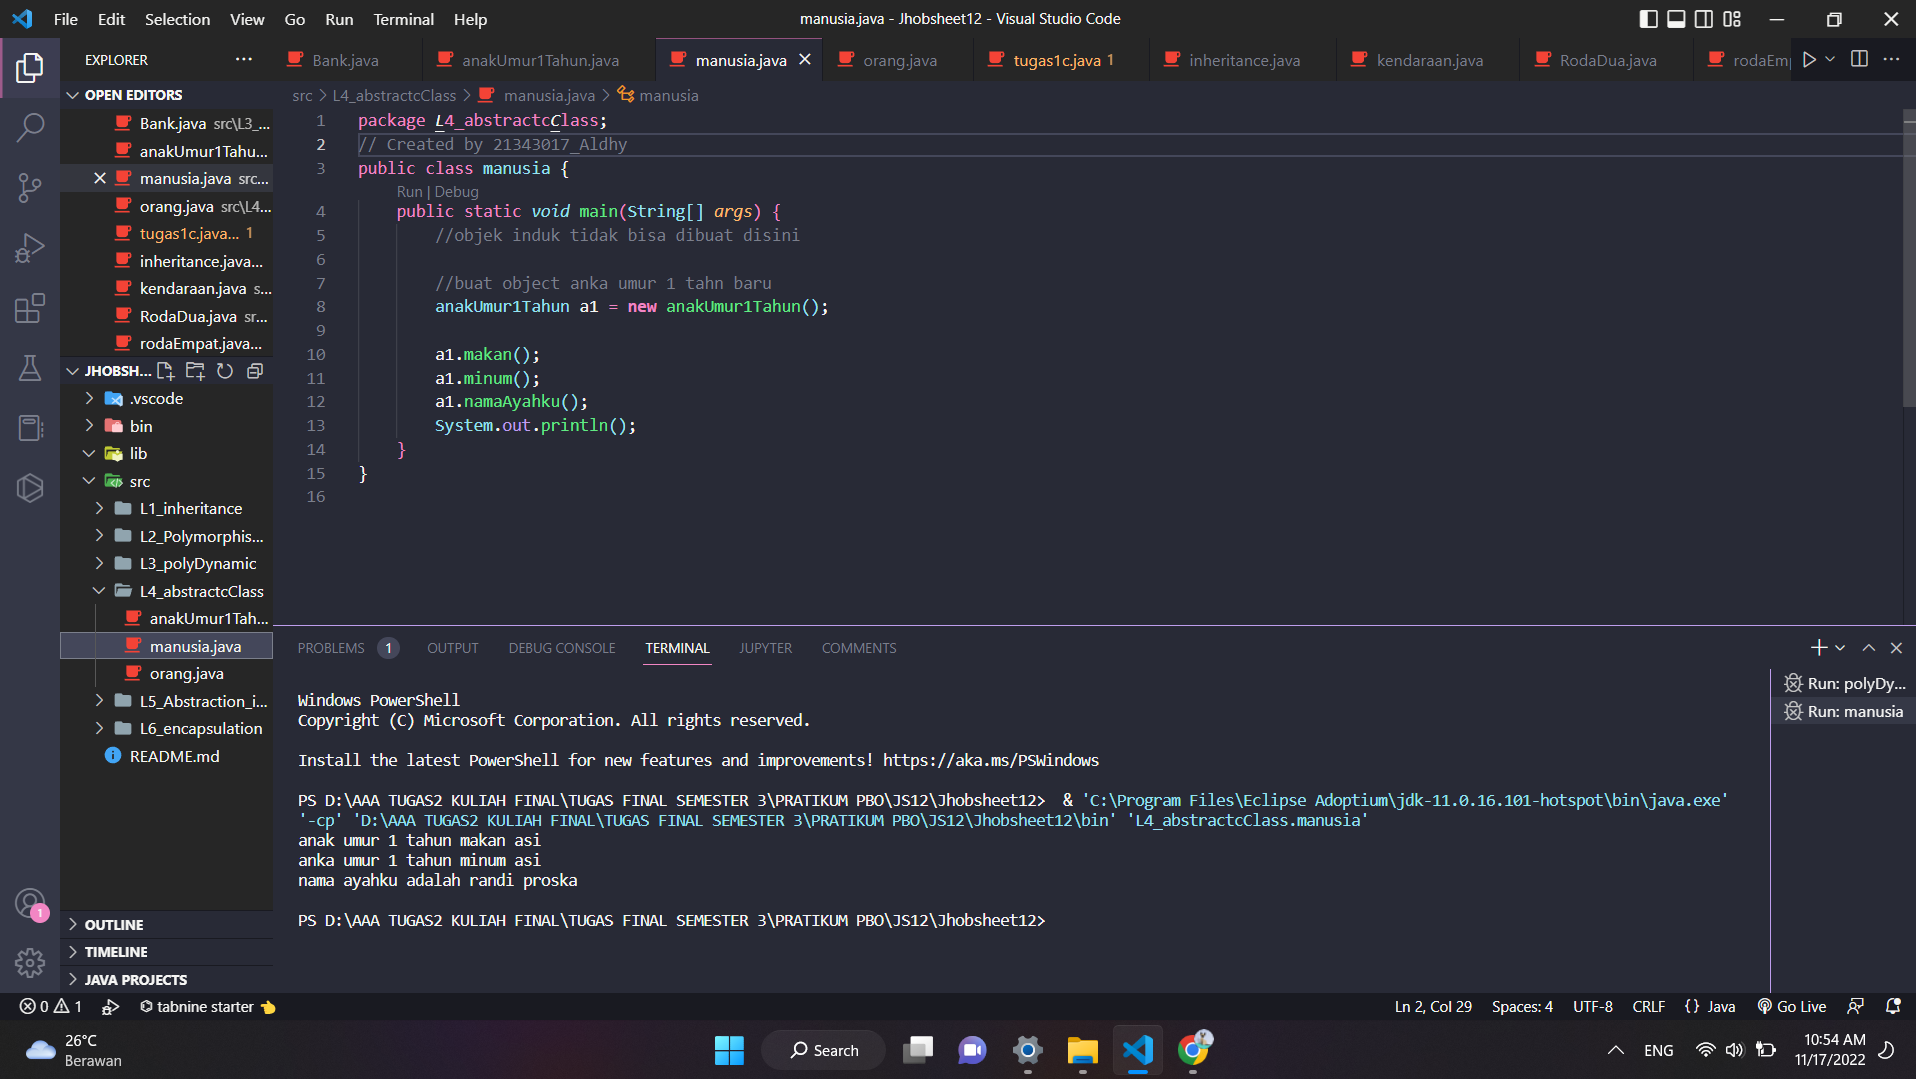 File Edit Selection View Go Run Terminal Help
manusia.java - Jhobsheet12 - Visual Studio Code
EXPLORER
Bank.java
anakUmur1Tahun.java
manusia.java
orang.java
tugas1c.java 1
inheritance.java
kendaraan.java
RodaDua.java
rodaEmp
OPEN EDITORS
Bank.java src\L3_...
anakUmur1Tahu...
manusia.java src...
orang.java src\L4...
tugas1c.java... 1
inheritance.java...
kendaraan.java s...
RodaDua.java sr...
rodaEmpat.java...
JHOBSH...
.vscode
bin
lib
src
L1_inheritance
L2_Polymorphis...
L3_polyDynamic
L4_abstractcClass
anakUmur1Tah...
manusia.java
orang.java
L5_Abstraction_i...
L6_encapsulation
README.md
OUTLINE
TIMELINE
JAVA PROJECTS
src > L4_abstractcClass > manusia.java > manusia
1 package L4_abstractcClass;
2 // Created by 21343017_Aldhy
3 public class manusia {
Run | Debug
4 public static void main(String[] args) {
5 //objek induk tidak bisa dibuat disini
6
7 //buat object anka umur 1 tahn baru
8 anakUmur1Tahun a1 = new anakUmur1Tahun();
9
10 a1.makan();
11 a1.minum();
12 a1.namaAyahku();
13 System.out.println();
14 }
15 }
16
PROBLEMS 1 OUTPUT DEBUG CONSOLE TERMINAL JUPYTER COMMENTS
Windows PowerShell
Copyright (C) Microsoft Corporation. All rights reserved.
Install the latest PowerShell for new features and improvements! https://aka.ms/PSWindows
PS D:\AAA TUGAS2 KULIAH FINAL\TUGAS FINAL SEMESTER 3\PRATIKUM PBO\JS12\Jhobsheet12> & 'C:\Program Files\Eclipse Adoptium\jdk-11.0.16.101-hotspot\bin\java.exe'
'-cp' 'D:\AAA TUGAS2 KULIAH FINAL\TUGAS FINAL SEMESTER 3\PRATIKUM PBO\JS12\Jhobsheet12\bin' 'L4_abstractcClass.manusia'
anak umur 1 tahun makan asi
anka umur 1 tahun minum asi
nama ayahku adalah randi proska
PS D:\AAA TUGAS2 KULIAH FINAL\TUGAS FINAL SEMESTER 3\PRATIKUM PBO\JS12\Jhobsheet12>
Run: polyDy...
Run: manusia
1
0 1 tabnine starter
Ln 2, Col 29 Spaces: 4 UTF-8 CRLF {} Java Go Live
26°C
Berawan
Search
ENG
10:54 AM
11/17/2022